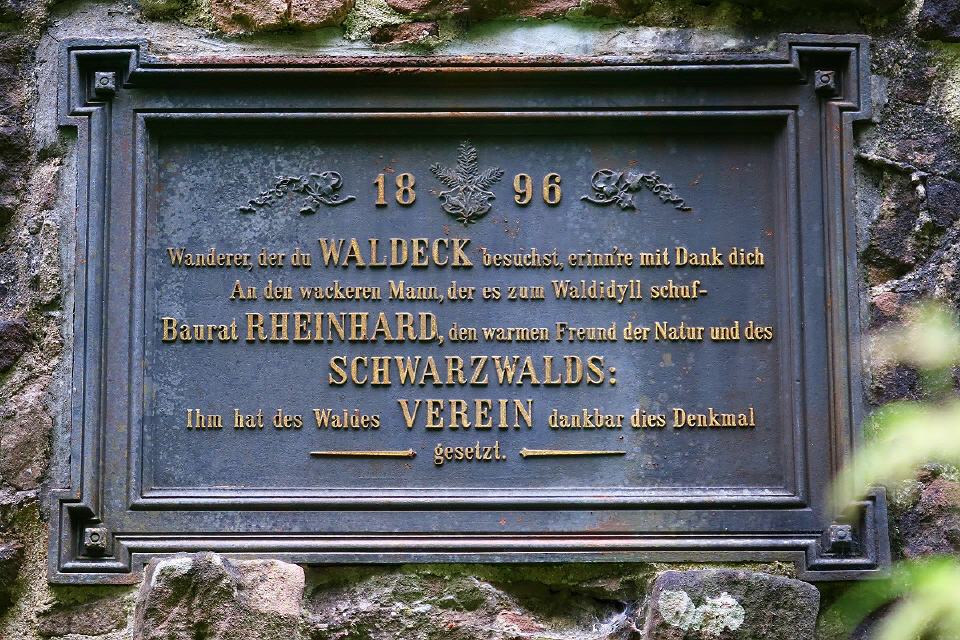 18 96
Wanderer, der du WALDECK besuchst, erinn're mit Dank dich
An den wackeren Mann, der es zum Waldidyll schuf-
Baurat RHEINHARD, den warmen Freund der Natur und des
SCHWARZWALDS:
Ihm hat des Waldes VEREIN dankbar dies Denkmal
gesetzt.